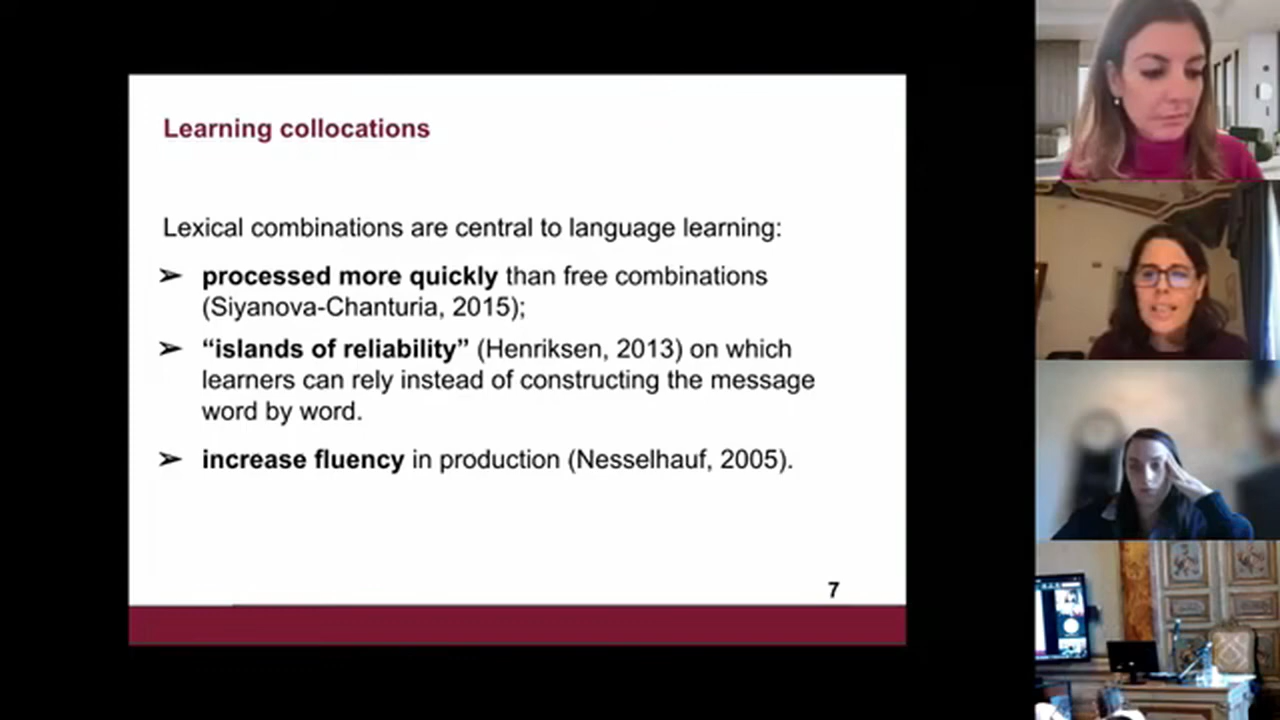 Learning collocations
Lexical combinations are central to language learning:
➢ processed more quickly than free combinations
(Siyanova-Chanturia, 2015);
➢ “islands of reliability” (Henriksen, 2013) on which
learners can rely instead of constructing the message
word by word.
➢ increase fluency in production (Nesselhauf, 2005).
7